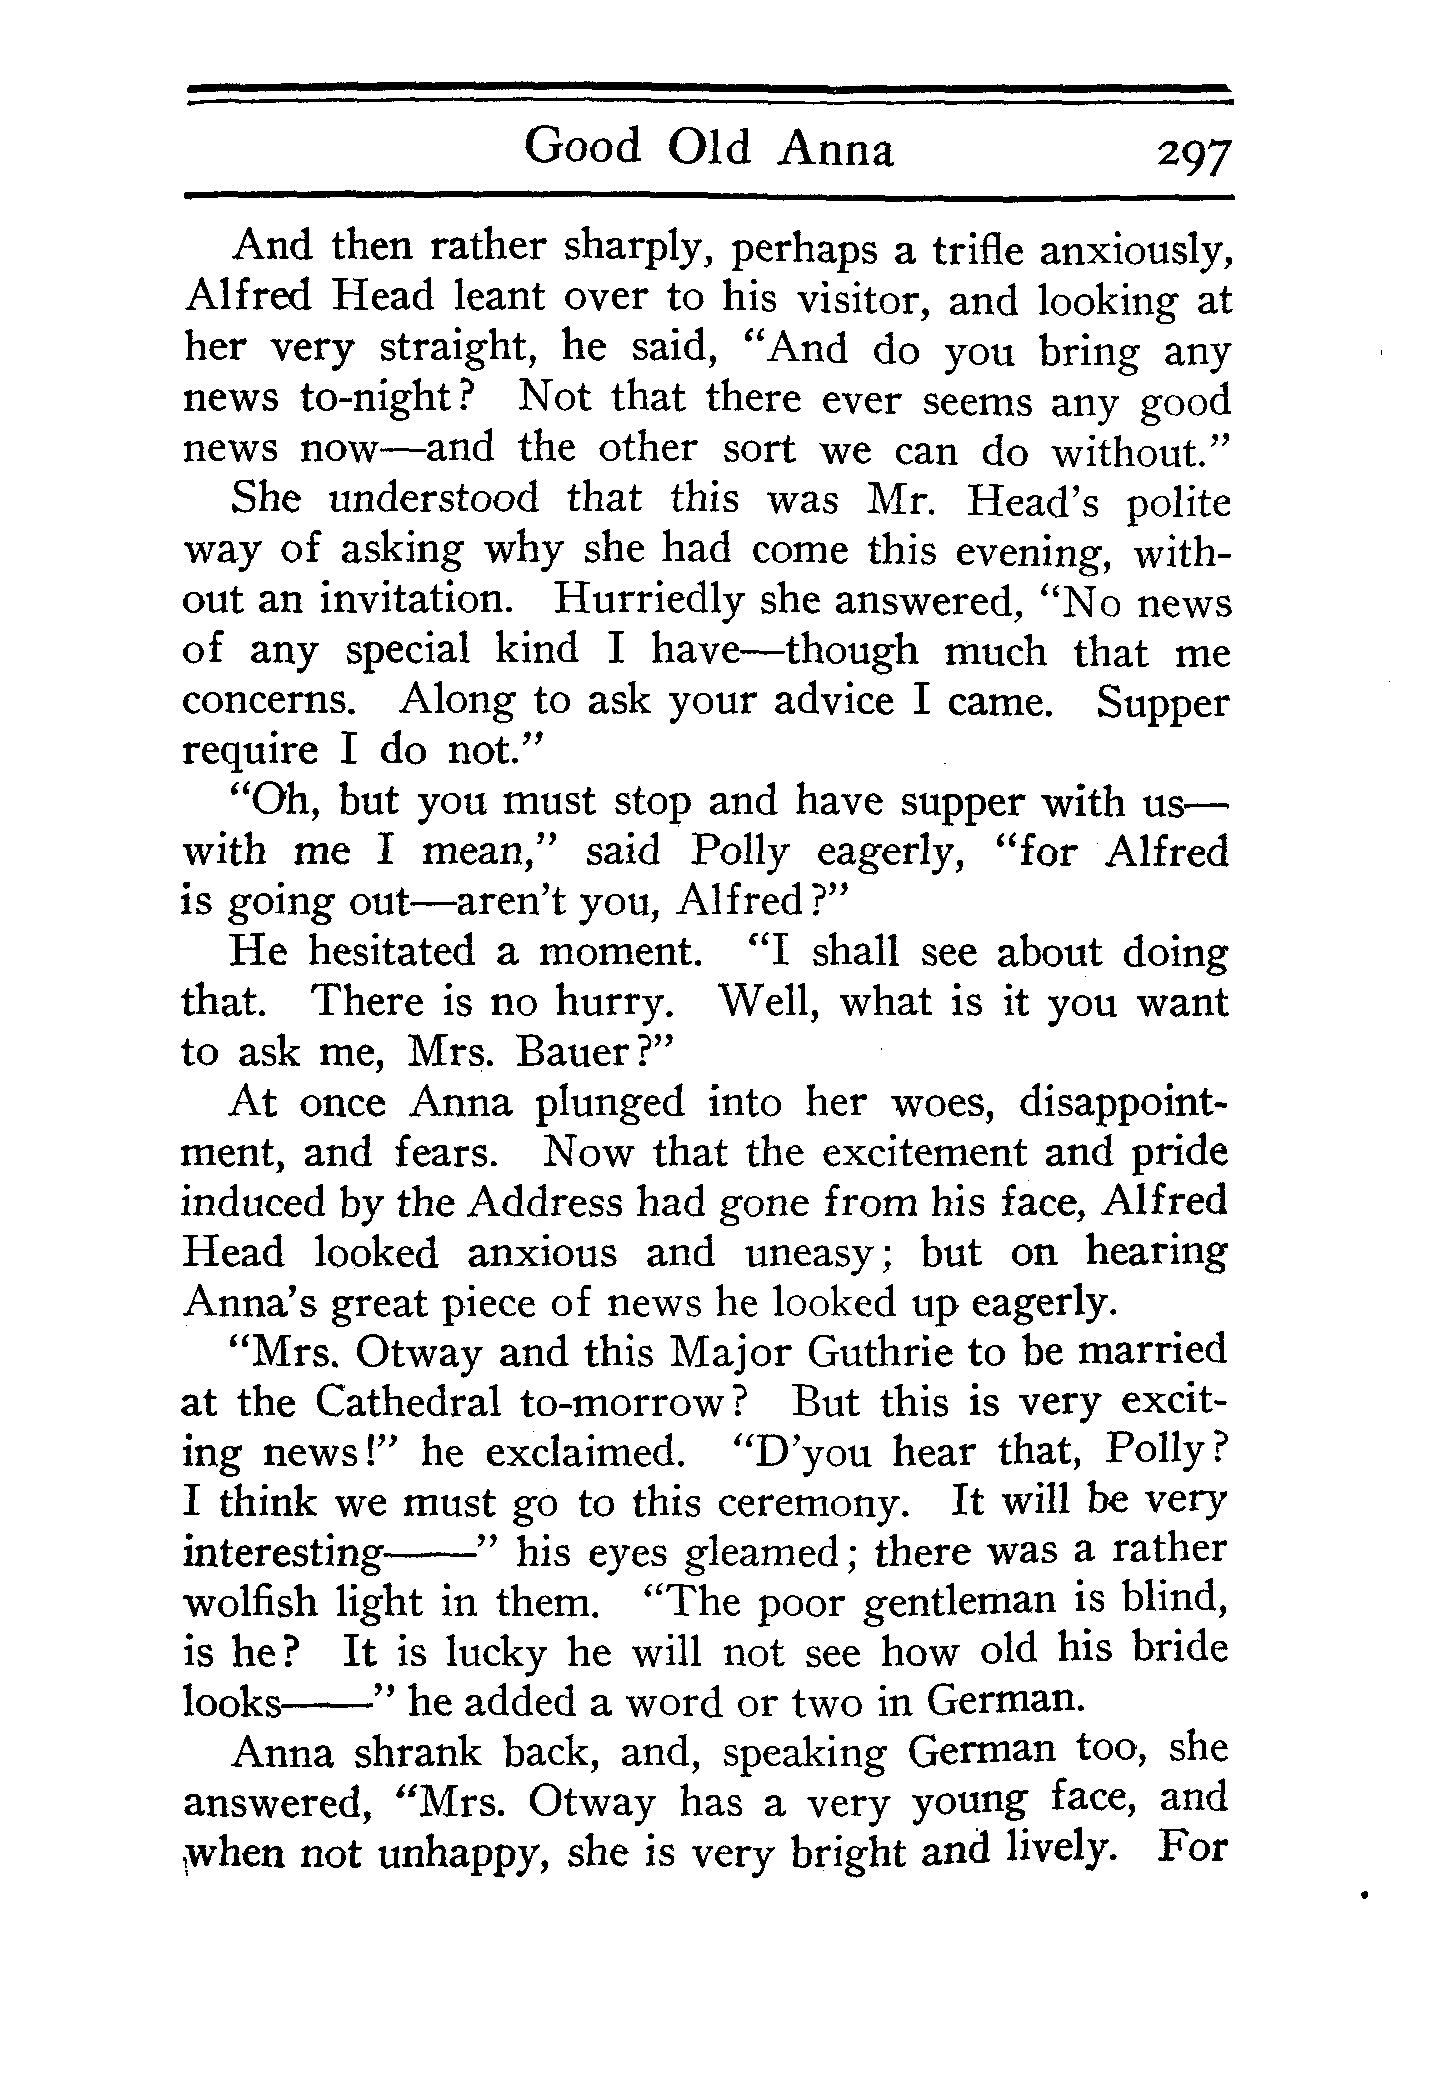 Good Old Anna 297
And then rather sharply, perhaps a trifle anxiously,
Alfred Head leant over to his visitor, and looking at
her very straight, he said, “And do you bring any
news to-night? Not that there ever seems any good
news now—and the other sort we can do without.”
She understood that this was Mr. Head’s polite
way of asking why she had come this evening, with-
out an invitation. Hurriedly she answered, “No news
of any special kind I have—though much that me
concerns. Along to ask your advice I came. Supper
require I do not.”
“Oh, but you must stop and have supper with us—
with me I mean,” said Polly eagerly, “for Alfred
is going out—aren’t you, Alfred?”
He hesitated a moment. “I shall see about doing
that. There is no hurry. Well, what is it you want
to ask me, Mrs. Bauer?”
At once Anna plunged into her woes, disappoint-
ment, and fears. Now that the excitement and pride
induced by the Address had gone from his face, Alfred
Head looked anxious and uneasy; but on hearing
Anna’s great piece of news he looked up eagerly.
“Mrs. Otway and this Major Guthrie to be married
at the Cathedral to-morrow? But this is very excit-
ing news!” he exclaimed. “D’you hear that, Polly?
I think we must go to this ceremony. It will be very
interesting——” his eyes gleamed; there was a rather
wolfish light in them. “The poor gentleman is blind,
is he? It is lucky he will not see how old his bride
looks——” he added a word or two in German.
Anna shrank back, and, speaking German too, she
answered, “Mrs. Otway has a very young face, and
when not unhappy, she is very bright and lively. For